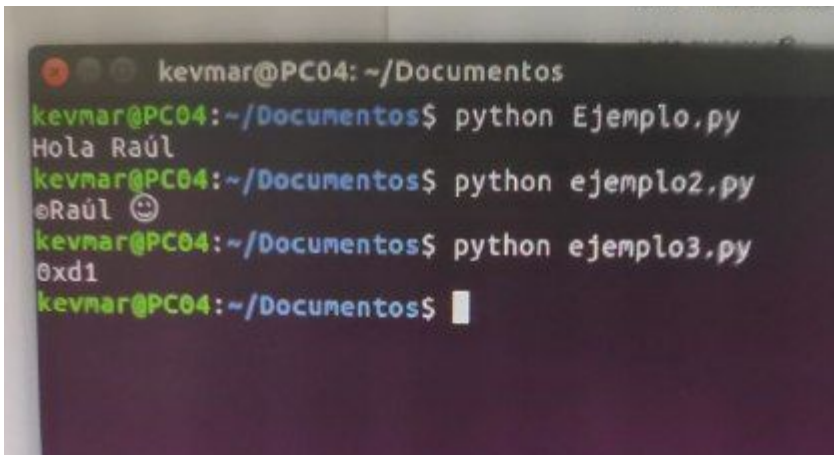 kevmar@PC04: ~/Documentos
kevmar@PC04:~/Documentos$ python Ejemplo.py
Hola Raúl
kevmar@PC04:~/Documentos$ python ejemplo2.py
©Raúl ☺
kevmar@PC04:~/Documentos$ python ejemplo3.py
0xd1
kevmar@PC04:~/Documentos$